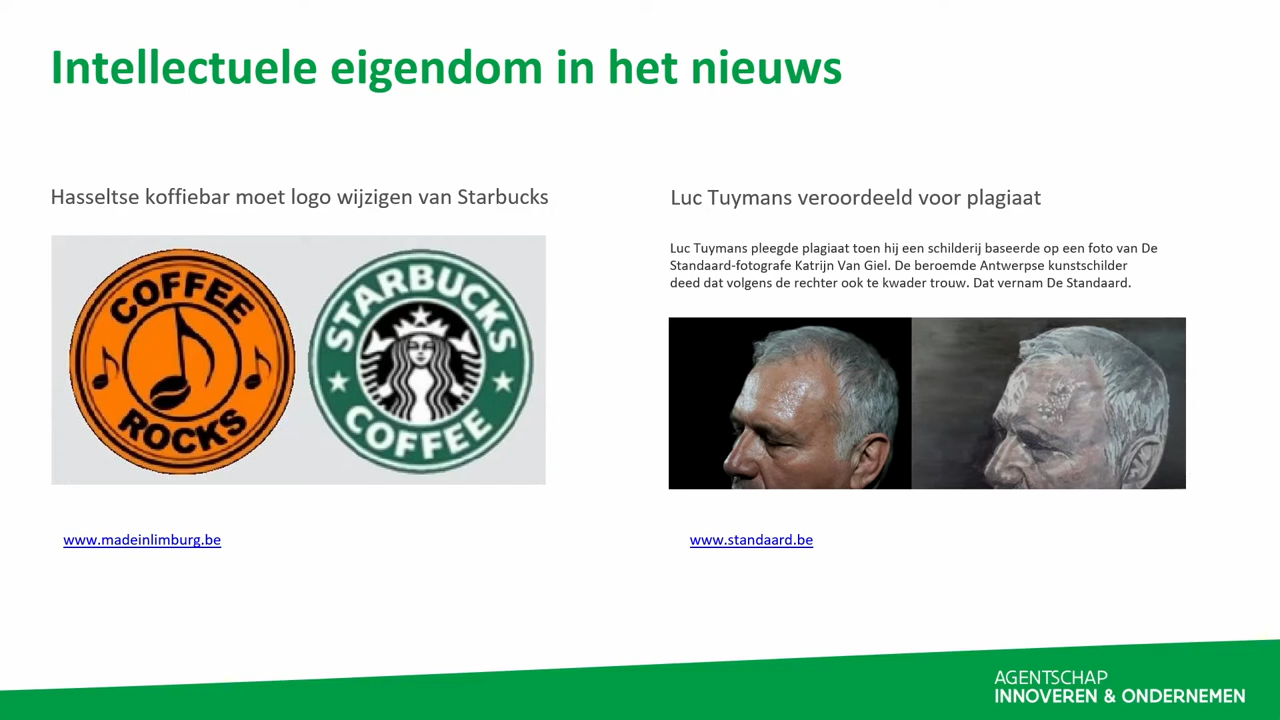 Intellectuele eigendom in het nieuws
Hasseltse koffiebar moet logo wijzigen van Starbucks
COFFEE
ROCKS
STARBUCKS
COFFEE
www.madeinlimburg.be
Luc Tuymans veroordeeld voor plagiaat
Luc Tuymans pleegde plagiaat toen hij een schilderij baseerde op een foto van De
Standaard-fotografe Katrijn Van Giel. De beroemde Antwerpse kunstschilder
deed dat volgens de rechter ook te kwader trouw. Dat vernam De Standaard.
www.standaard.be
AGENTSCHAP
INNOVEREN & ONDERNEMEN